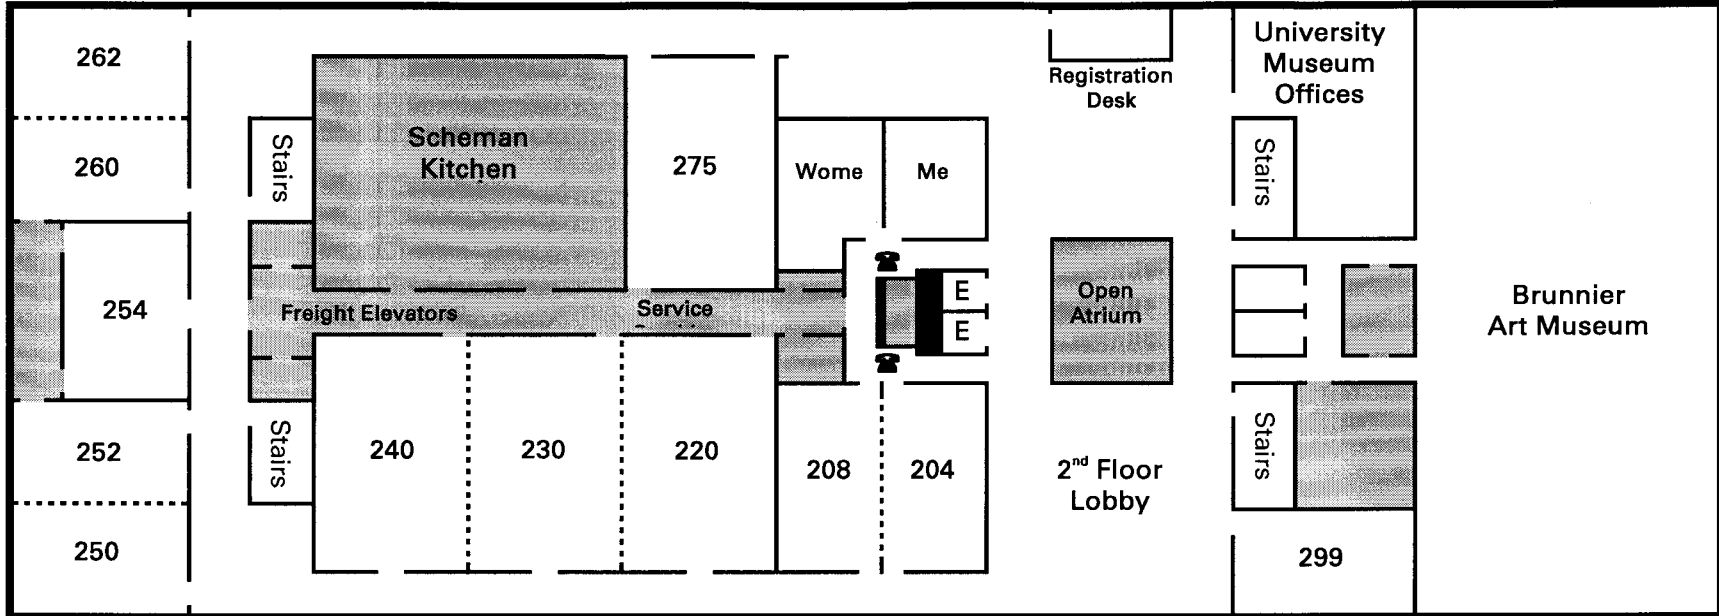 262
260
254
252
250
Stairs
Stairs
Scheman
Kitchen
275
Wome
Me
Freight Elevators
Service
E
E
240
230
220
208
204
Registration
Desk
Open
Atrium
2nd Floor
Lobby
University
Museum
Offices
Stairs
Stairs
299
Brunnier
Art Museum